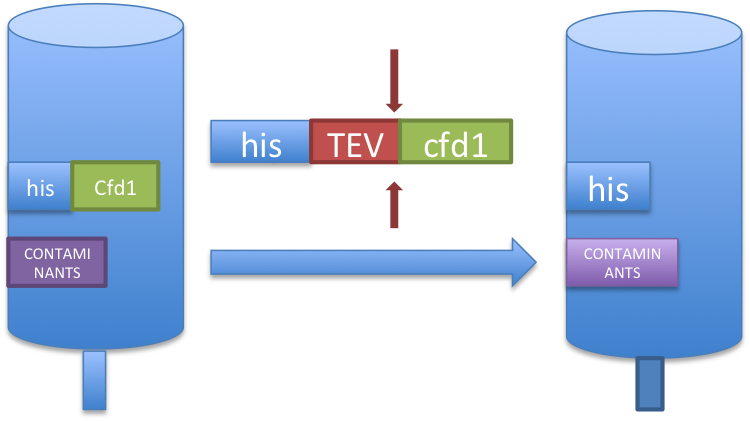 his TEV cfd1
his Cfd1
CONTAMI
NANTS
his
CONTAMIN
ANTS